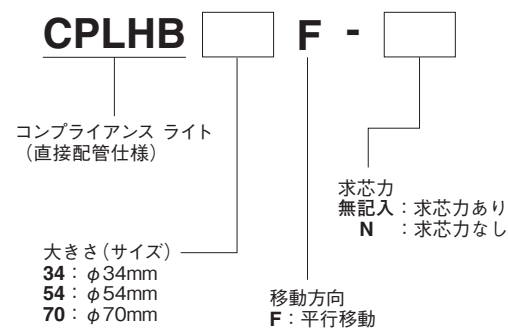 CPLHB F -
コンプライアンス ライト
（直接配管仕様）
求芯力
無記入：求芯力あり
N ：求芯力なし
大きさ（サイズ）
34：φ34mm
54：φ54mm
70：φ70mm
移動方向
F：平行移動